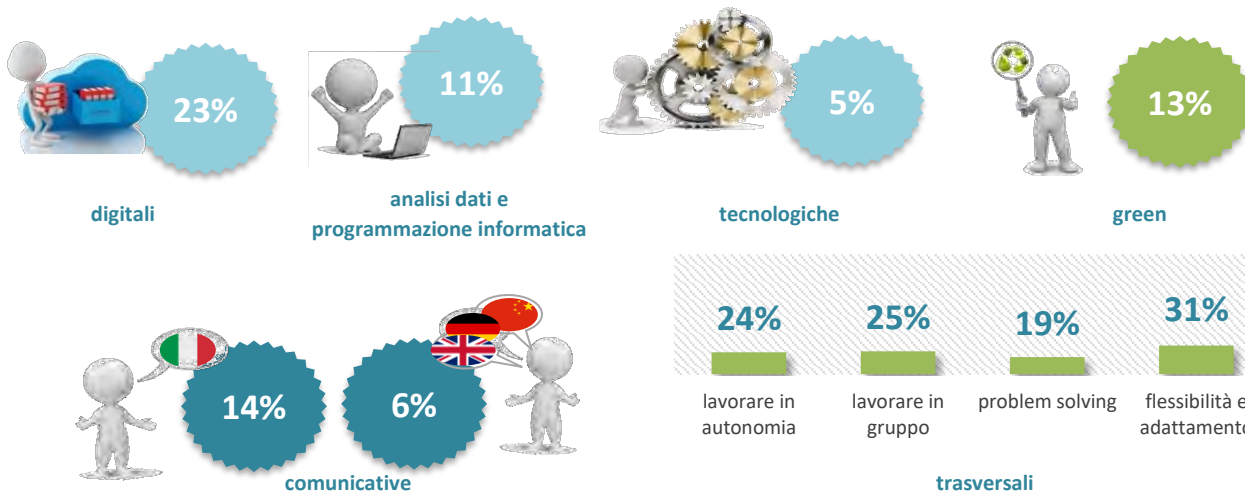 23%
11%
5%
13%
digitali
analisi dati e
programmazione informatica
tecnologiche
green
14%
6%
comunicative
24%
25%
19%
31%
lavorare in
autonomia
lavorare in
gruppo
problem solving
flessibilità e
adattamento
trasversali